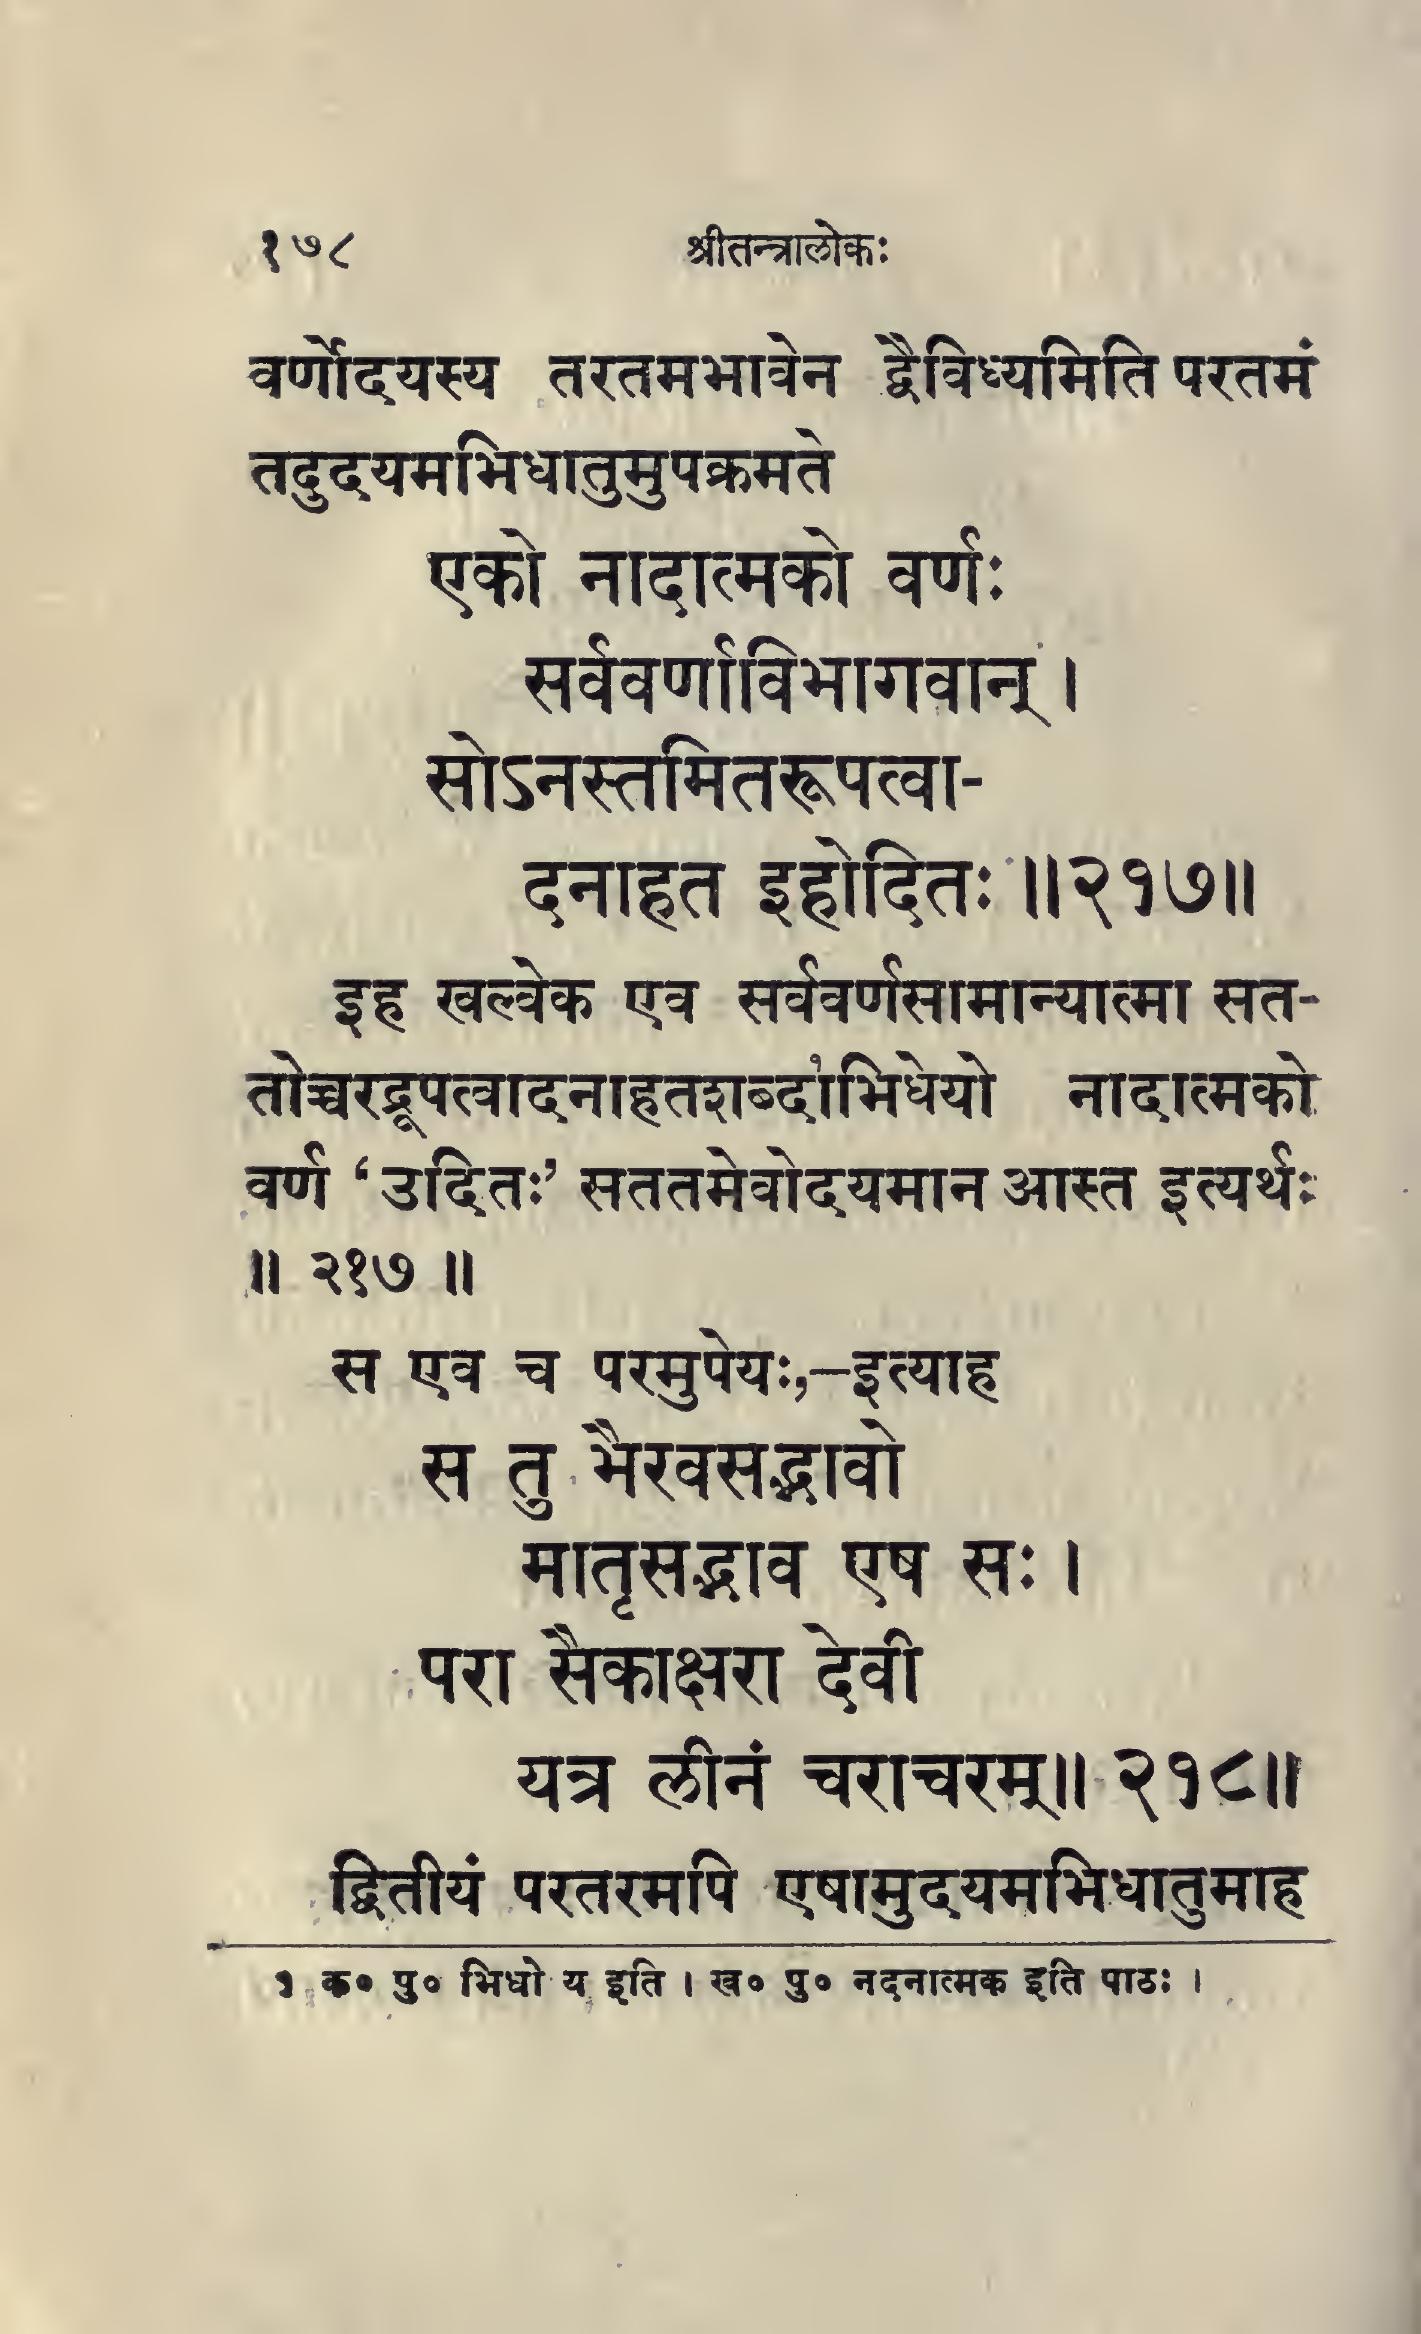 १७८ श्रीतन्त्रालोकः
वर्णोदयस्य तरतमभावेन द्वैविध्यमिति परतमं
तदुदयमभिधातुमुपक्रमते
एको नादात्मको वर्णः
सर्ववर्णाविभागवान् ।
सोऽनस्तमितरूपत्वा-
दनाहत इहोदितः ॥२१७॥
इह खल्वेक एव सर्ववर्णसामान्यात्मा सत-
तोच्चरद्रूपत्वादनाहतशब्दा१भिधेयो नादात्मको
वर्ण ‘उदितः’ सततमेवोदयमान आस्त इत्यर्थः
॥ २१७ ॥
स एव च परमुपेयः,—इत्याह
स तु भैरवसद्भावो
मातृसद्भाव एष सः ।
परा सैकाक्षरा देवी
यत्र लीनं चराचरम्॥ २१८॥
द्वितीयं परतरमपि एषामुदयमभिधातुमाह
१ क० पु० भिधो य इति । ख० पु० नदनात्मक इति पाठः ।